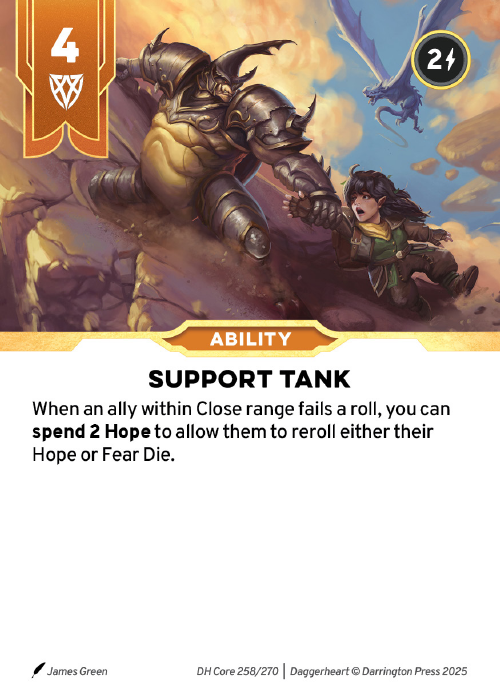 4
2
ABILITY
SUPPORT TANK
When an ally within Close range fails a roll, you can
spend 2 Hope to allow them to reroll either their
Hope or Fear Die.
James Green
DH Core 258/270 | Daggerheart © Darrington Press 2025